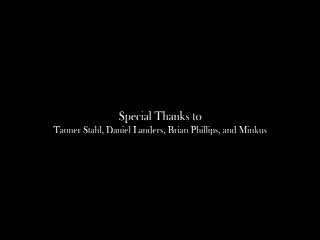 Special Thanks to
Tanner Stahl, Daniel Landers, Brian Phillips, and Minkus